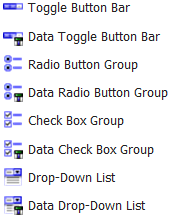 Toggle Button Bar
Data Toggle Button Bar
Radio Button Group
Data Radio Button Group
Check Box Group
Data Check Box Group
Drop-Down List
Data Drop-Down List